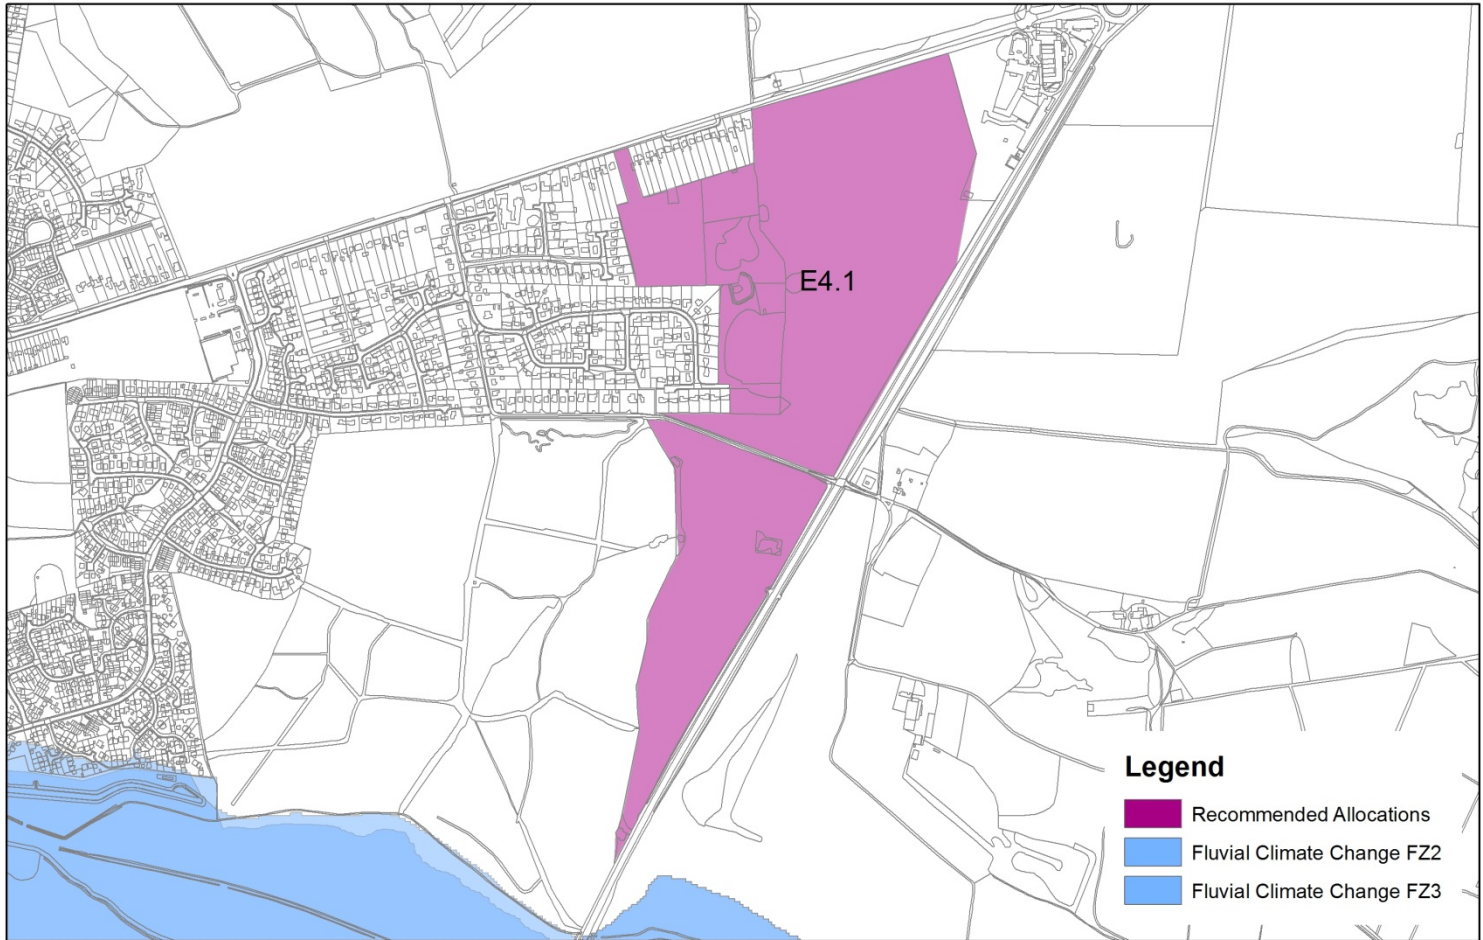 E4.1
Legend
Recommended Allocations
Fluvial Climate Change FZ2
Fluvial Climate Change FZ3